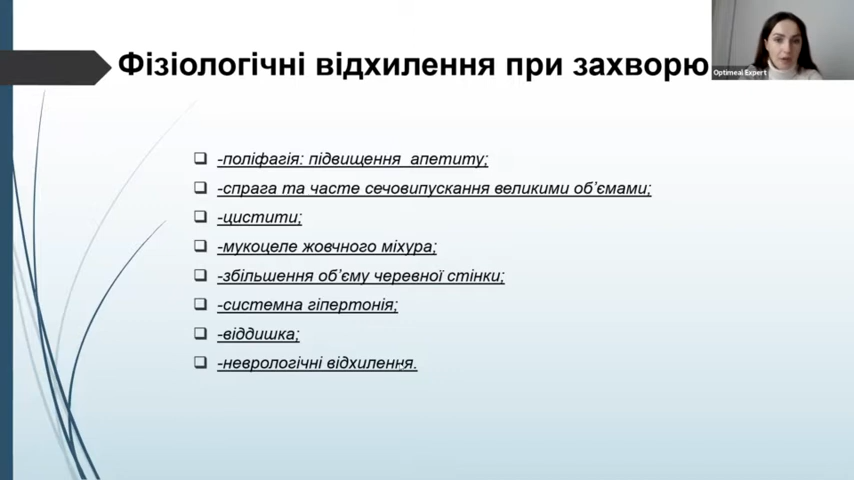 Фізіологічні відхилення при захворю
Optimeal Expert
-поліфагія: підвищення апетиту;
-спрага та часте сечовипускання великими об’ємами;
-цистити;
-мукоцеле жовчного міхура;
-збільшення об’єму черевної стінки;
-системна гіпертонія;
-віддишка;
-неврологічні відхилення.